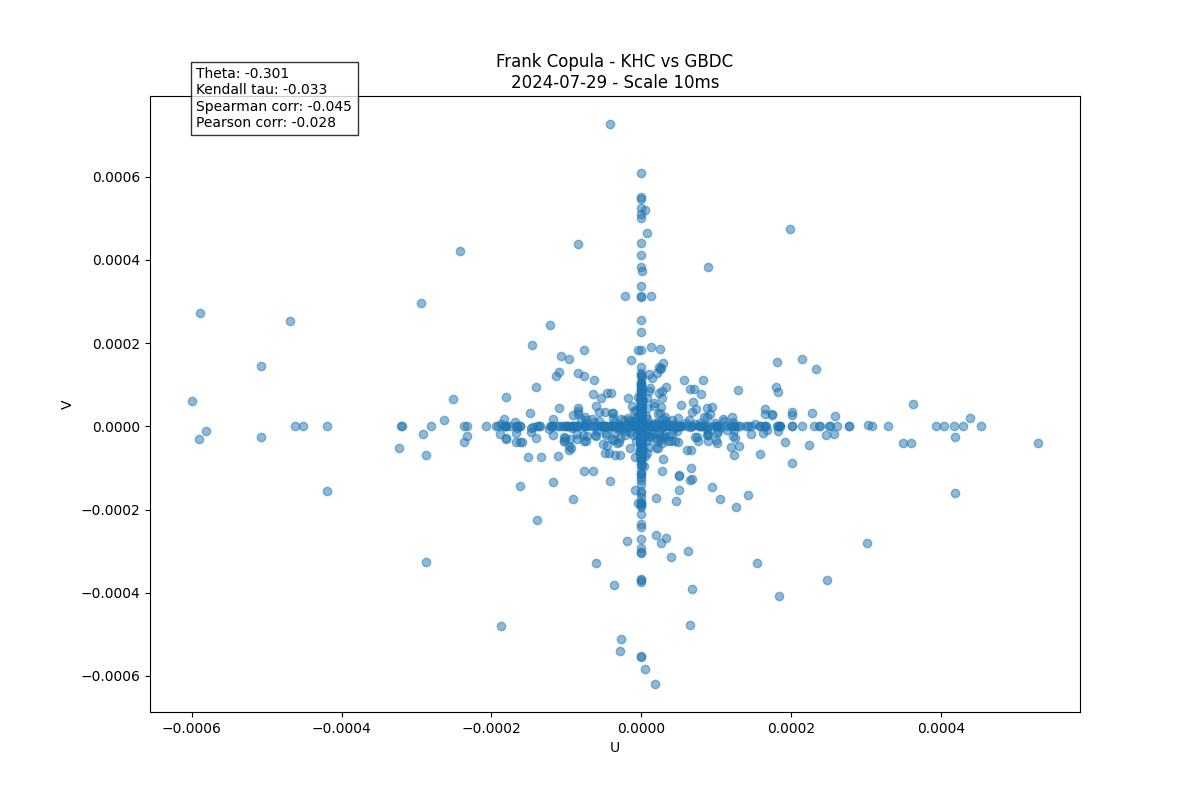 Frank Copula - KHC vs GBDC
2024-07-29 - Scale 10ms
Theta: -0.301
Kendall tau: -0.033
Spearman corr: -0.045
Pearson corr: -0.028
0.0006
0.0004
0.0002
0.0000
−0.0002
−0.0004
−0.0006
V
−0.0006 −0.0004 −0.0002 0.0000 0.0002 0.0004
U